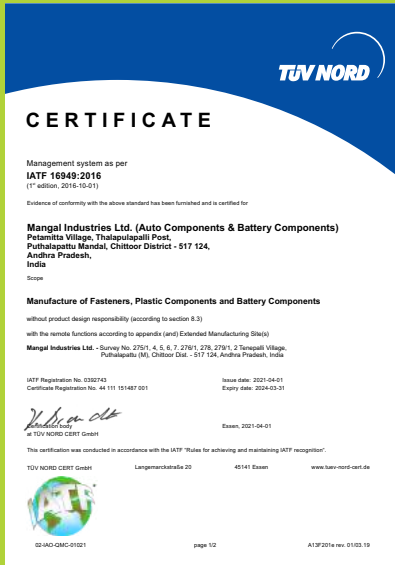 TÜV NORD
CERTIFICATE
Management system as per
IATF 16949:2016
(1st edition, 2016-10-01)
Evidence of conformity with the above standard has been furnished and is certified for
Mangal Industries Ltd. (Auto Components & Battery Components)
Petamitta Village, Thalapulapalli Post,
Puthalapattu Mandal, Chittoor District - 517 124,
Andhra Pradesh,
India
Scope
Manufacture of Fasteners, Plastic Components and Battery Components
without product design responsibility (according to section 8.3)
with the remote functions according to appendix (and) Extended Manufacturing Site(s)
Mangal Industries Ltd. - Survey No. 275/1, 4, 5, 6, 7. 276/1, 278, 279/1, 2 Tenepalli Village,
Puthalapattu (M), Chittoor Dist. - 517 124, Andhra Pradesh, India
IATF Registration No. 0392743 Issue date: 2021-04-01
Certificate Registration No. 44 111 151487 001 Expiry date: 2024-03-31
Certification body Essen, 2021-04-01
at TÜV NORD CERT GmbH
This certification was conducted in accordance with the IATF "Rules for achieving and maintaining IATF recognition".
TÜV NORD CERT GmbH Langemarckstraße 20 45141 Essen www.tuev-nord-cert.de
IATF
02-IAO-QMC-01021 page 1/2 A13F201e rev. 01/03.19